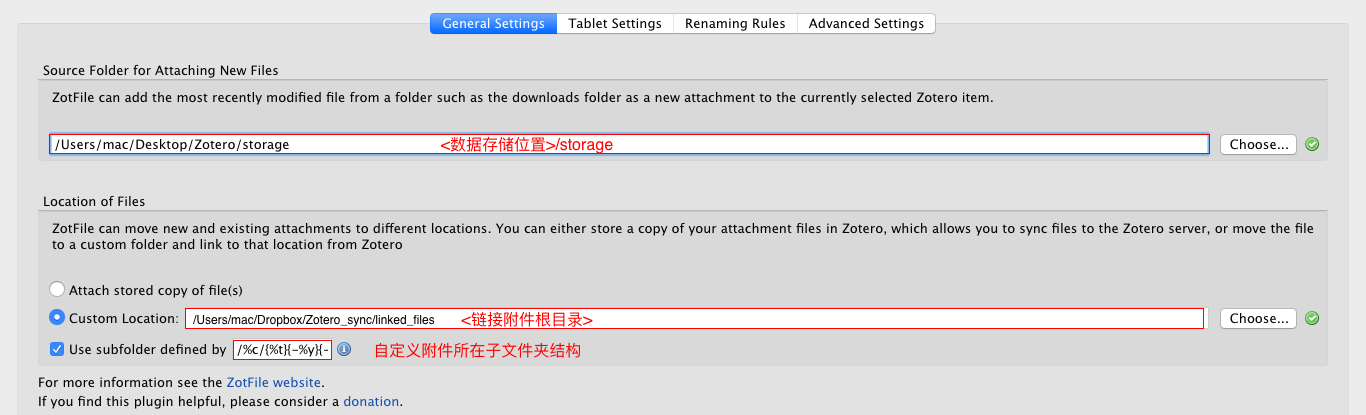 General Settings Tablet Settings Renaming Rules Advanced Settings
Source Folder for Attaching New Files
ZotFile can add the most recently modified file from a folder such as the downloads folder as a new attachment to the currently selected Zotero item.
/Users/mac/Desktop/Zotero/storage <数据存储位置>/storage Choose...
Location of Files
ZotFile can move new and existing attachments to different locations. You can either store a copy of your attachment files in Zotero, which allows you to sync files to the Zotero server, or move the file
to a custom folder and link to that location from Zotero
Attach stored copy of file(s)
Custom Location: /Users/mac/Dropbox/Zotero_sync/linked_files <链接附件根目录> Choose...
Use subfolder defined by /%c/{%t}{-%y}{- 自定义附件所在子文件夹结构
For more information see the ZotFile website.
If you find this plugin helpful, please consider a donation.